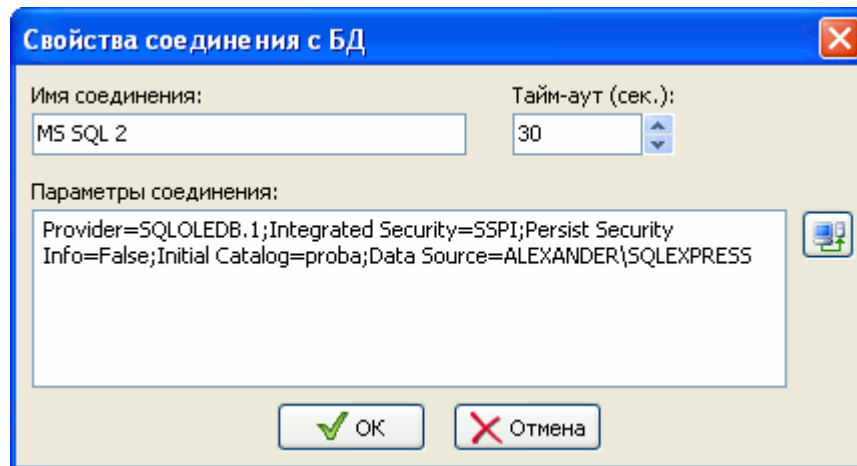 Свойства соединения с БД
Имя соединения:
Тайм-аут (сек.):
MS SQL 2
30
Параметры соединения:
Provider=SQLOLEDB.1;Integrated Security=SSPI;Persist Security
Info=False;Initial Catalog=proba;Data Source=ALEXANDER\SQLEXPRESS
ОК
Отмена